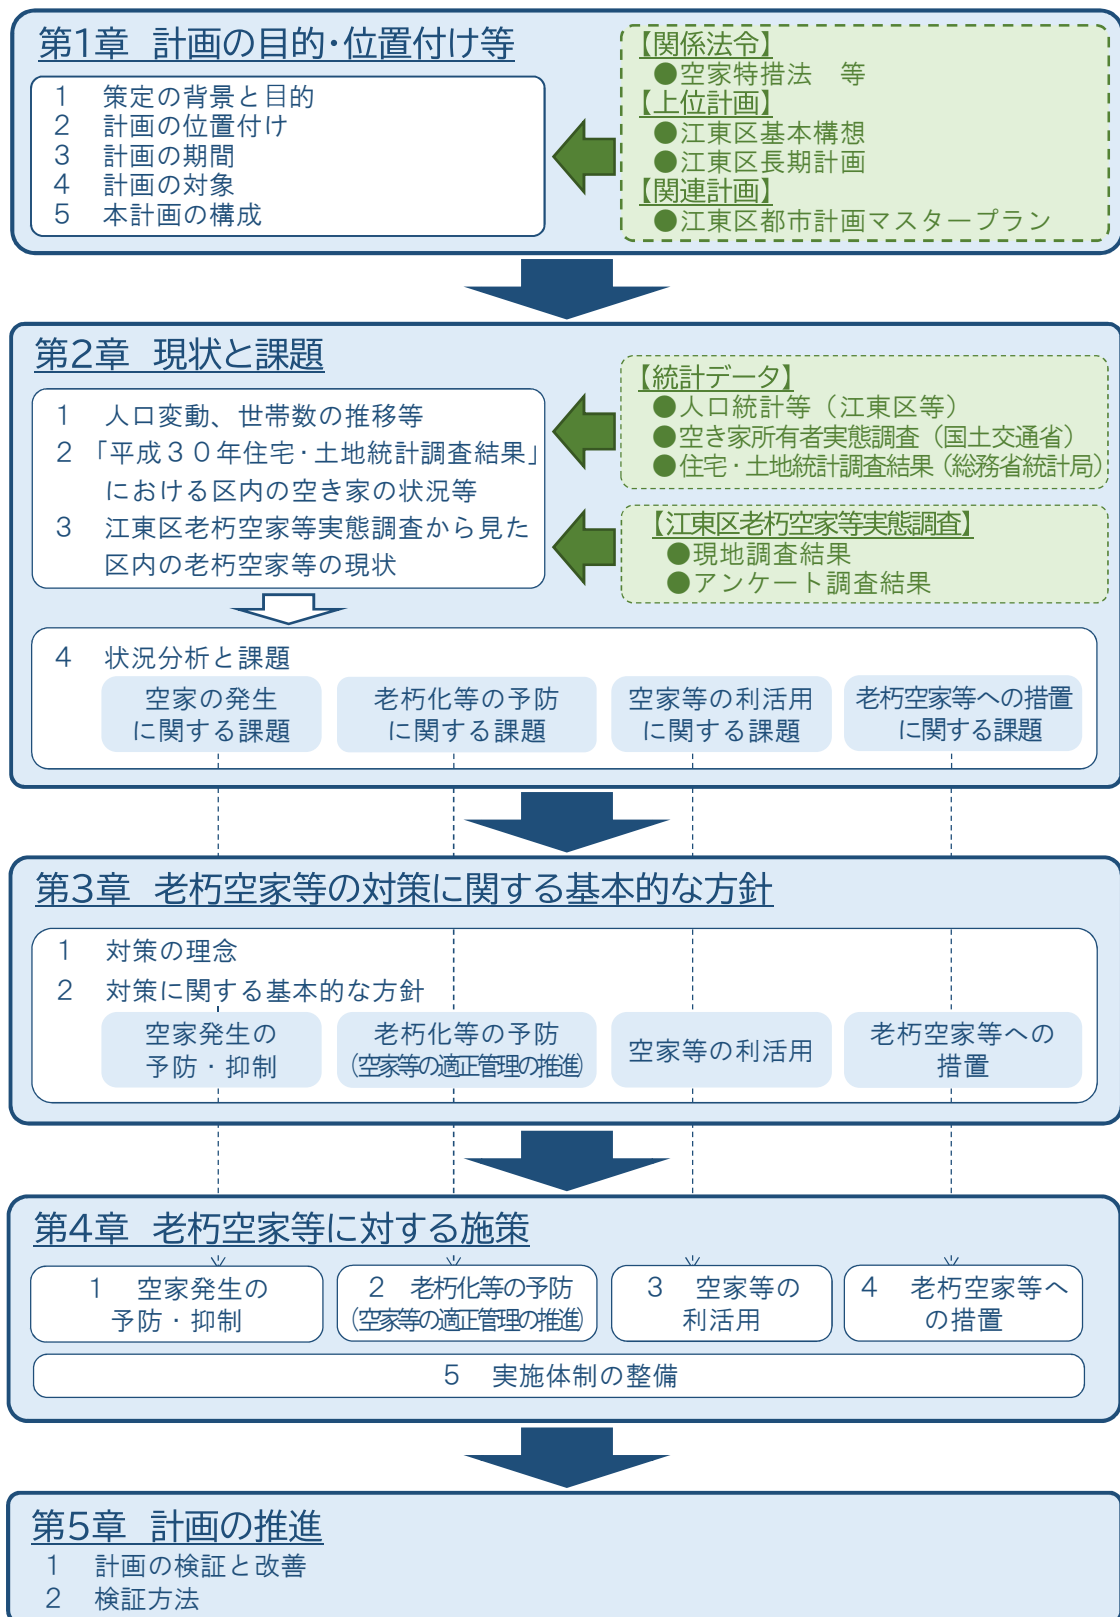 第1章 計画の目的･位置付け等
1 策定の背景と目的
2 計画の位置付け
3 計画の期間
4 計画の対象
5 本計画の構成
【関係法令】
●空家特措法 等
【上位計画】
●江東区基本構想
●江東区長期計画
【関連計画】
●江東区都市計画マスタープラン
第2章 現状と課題
1 人口変動、世帯数の推移等
2 「平成３０年住宅･土地統計調査結果」
における区内の空き家の状況等
3 江東区老朽空家等実態調査から見た
区内の老朽空家等の現状
【統計データ】
●人口統計等（江東区等）
●空き家所有者実態調査（国土交通省）
●住宅･土地統計調査結果（総務省統計局）
【江東区老朽空家等実態調査】
●現地調査結果
●アンケート調査結果
4 状況分析と課題
空家の発生
に関する課題
老朽化等の予防
に関する課題
空家等の利活用
に関する課題
老朽空家等への措置
に関する課題
第3章 老朽空家等の対策に関する基本的な方針
1 対策の理念
2 対策に関する基本的な方針
空家発生の
予防・抑制
老朽化等の予防
（空家等の適正管理の推進）
空家等の利活用
老朽空家等への
措置
第4章 老朽空家等に対する施策
1 空家発生の
予防・抑制
2 老朽化等の予防
（空家等の適正管理の推進）
3 空家等の
利活用
4 老朽空家等へ
の措置
5 実施体制の整備
第5章 計画の推進
1 計画の検証と改善
2 検証方法